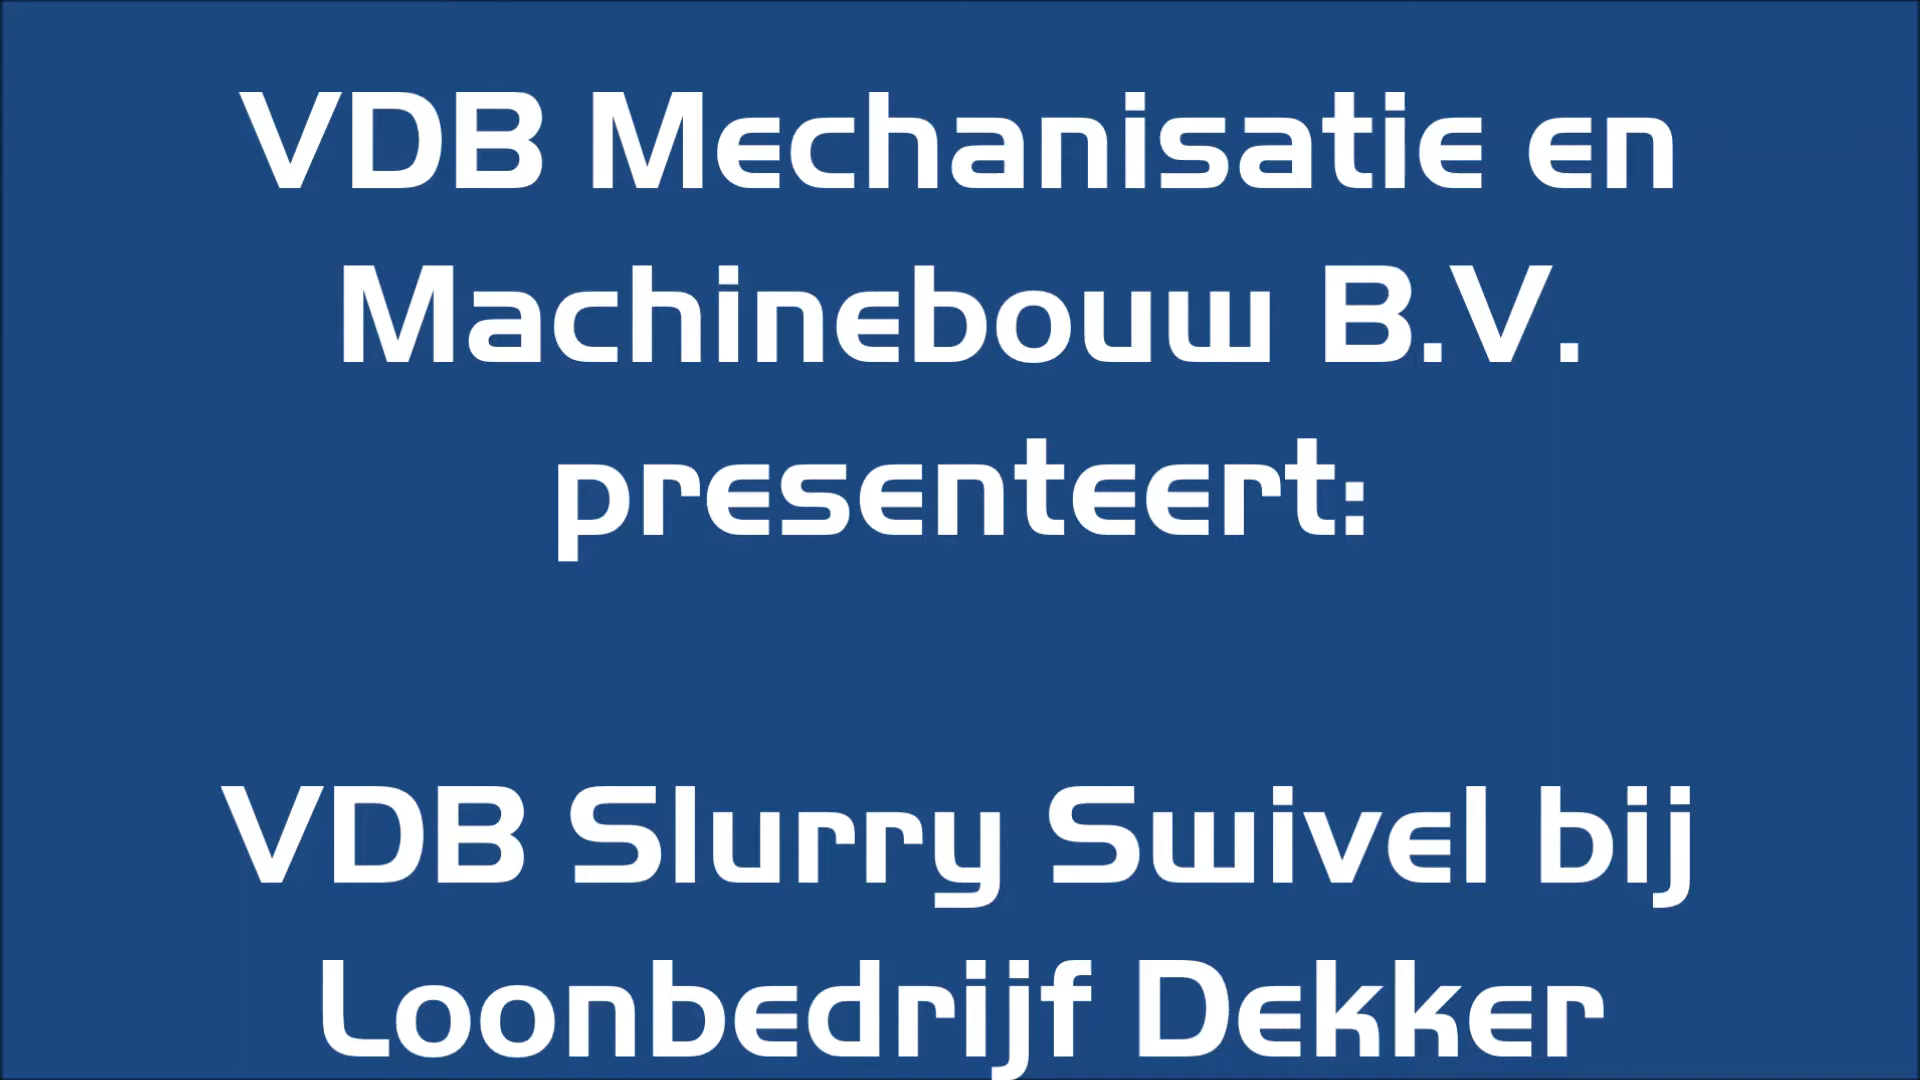 VDB Mechanisatie en
Machinebouw B.V.
presenteert:
VDB Slurry Swivel bij
Loonbedrijf Dekker